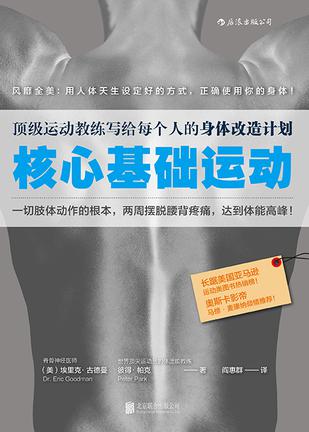 后浪出版公司
风靡全美：用人体天生设定好的方式，正确使用你的身体！
顶级运动教练写给每个人的身体改造计划
核心基础运动
一切肢体动作的根本，两周摆脱腰背疼痛，达到体能高峰！
长踞美国亚马逊
运动类图书热销榜！
奥斯卡影帝
马修·麦康纳倾情推荐！
脊骨神经医师
（美）埃里克·古德曼
Dr. Eric Goodman
世界顶尖运动员的体适能教练
彼得·帕克
Peter Park
——著
阎惠群——译
北京联合出版公司